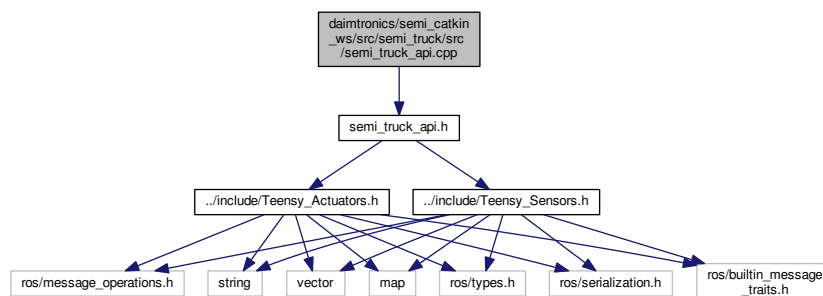 daimtronics/semi_catkin
_ws/src/semi_truck/src
/semi_truck_api.cpp
semi_truck_api.h
../include/Teensy_Actuators.h
../include/Teensy_Sensors.h
ros/message_operations.h
string
vector
map
ros/types.h
ros/serialization.h
ros/builtin_message
_traits.h